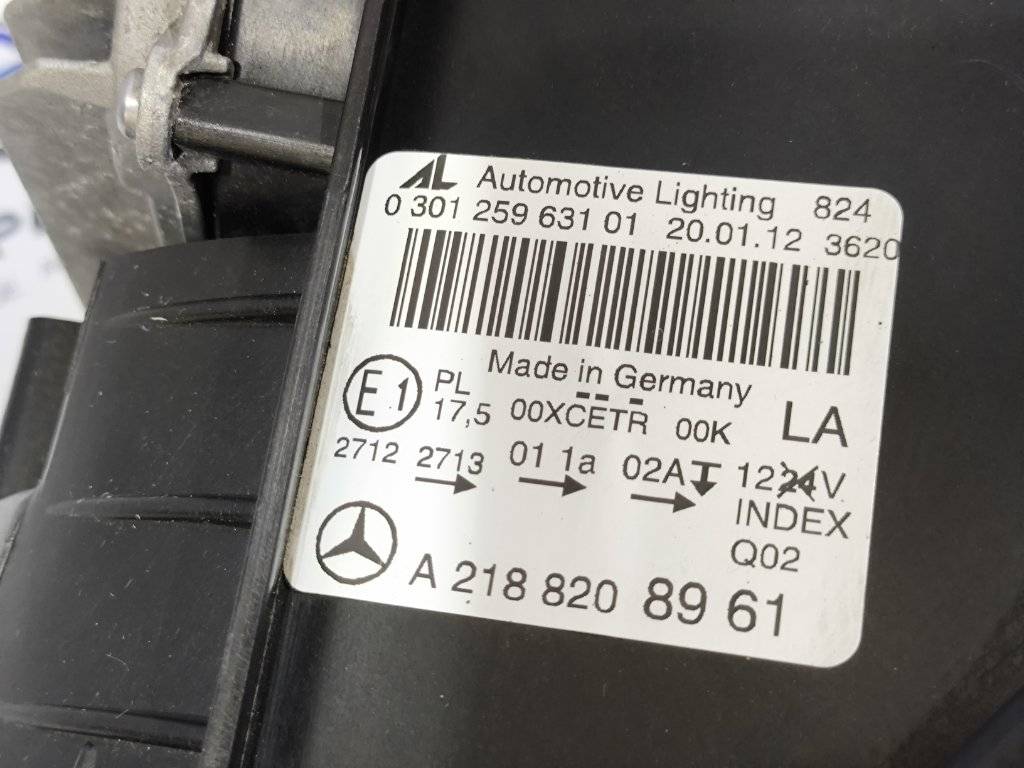 AL Automotive Lighting 824
0 301 259 631 01 20.01.12 3620
Made in Germany
E1 PL 17,5 00XCETR 00K LA
2712 2713 01 1a 02A 1224V
INDEX
Q02
A 218 820 89 61